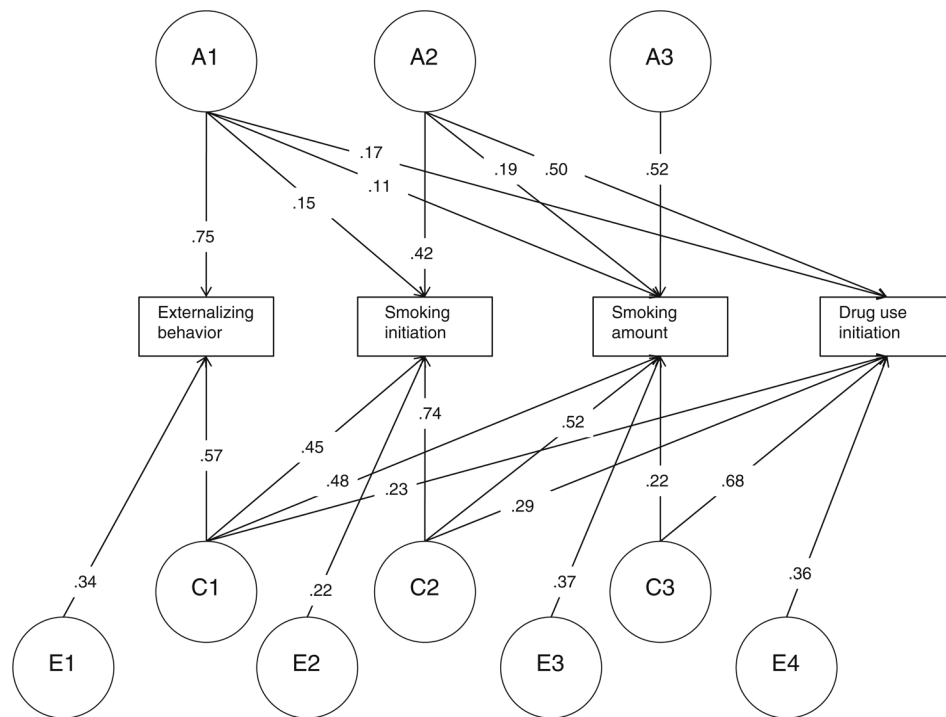 A1
A2
A3
.17
.19
.50
.52
.11
.15
.75
.42
Externalizing
behavior
Smoking
initiation
Smoking
amount
Drug use
initiation
.74
.52
.45
.57
.48
.23
.22
.68
.29
.34
.22
.37
.36
C1
C2
C3
E1
E2
E3
E4